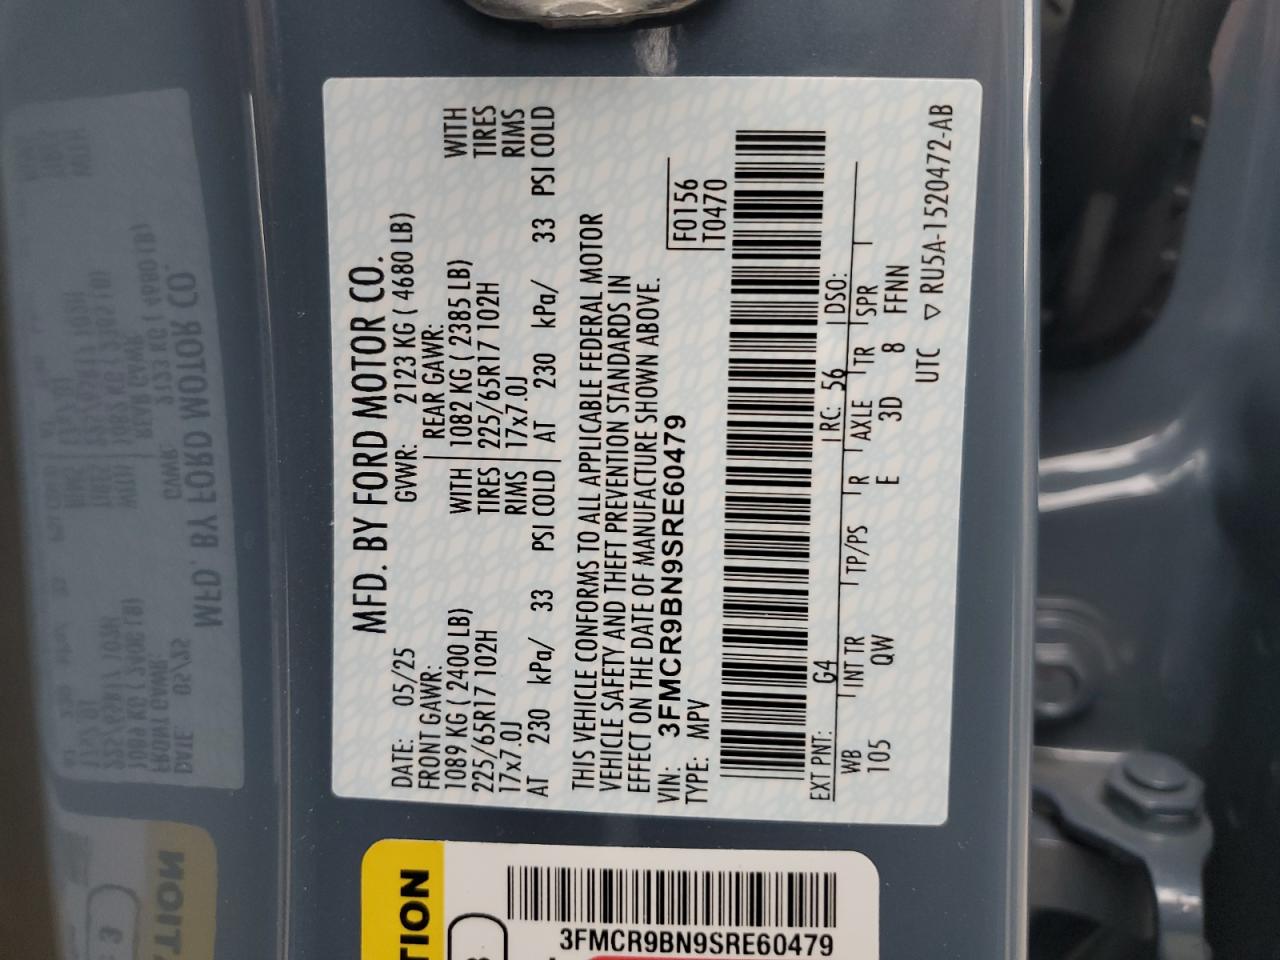 MFD. BY FORD MOTOR CO.
DATE: 05/25 GVWR: 2123 KG ( 4680 LB)
FRONT GAWR: REAR GAWR:
1089 KG ( 2400 LB) WITH 1082 KG ( 2385 LB) WITH
225/65R17 102H TIRES 225/65R17 102H TIRES
17x7.0J RIMS 17x7.0J RIMS
AT 230 kPa/ 33 PSI COLD AT 230 kPa/ 33 PSI COLD
THIS VEHICLE CONFORMS TO ALL APPLICABLE FEDERAL MOTOR
VEHICLE SAFETY AND THEFT PREVENTION STANDARDS IN
EFFECT ON THE DATE OF MANUFACTURE SHOWN ABOVE.
VIN: 3FMCR9BN9SRE60479 F0156
TYPE: MPV T0470
EXT PNT: G4 RC: 56 DSO:
WB INT TR TP/PS R AXLE TR SPR
105 QW E 3D 8 FFNN
UTC ▽ RU5A-1520472-AB
3FMCR9BN9SRE60479